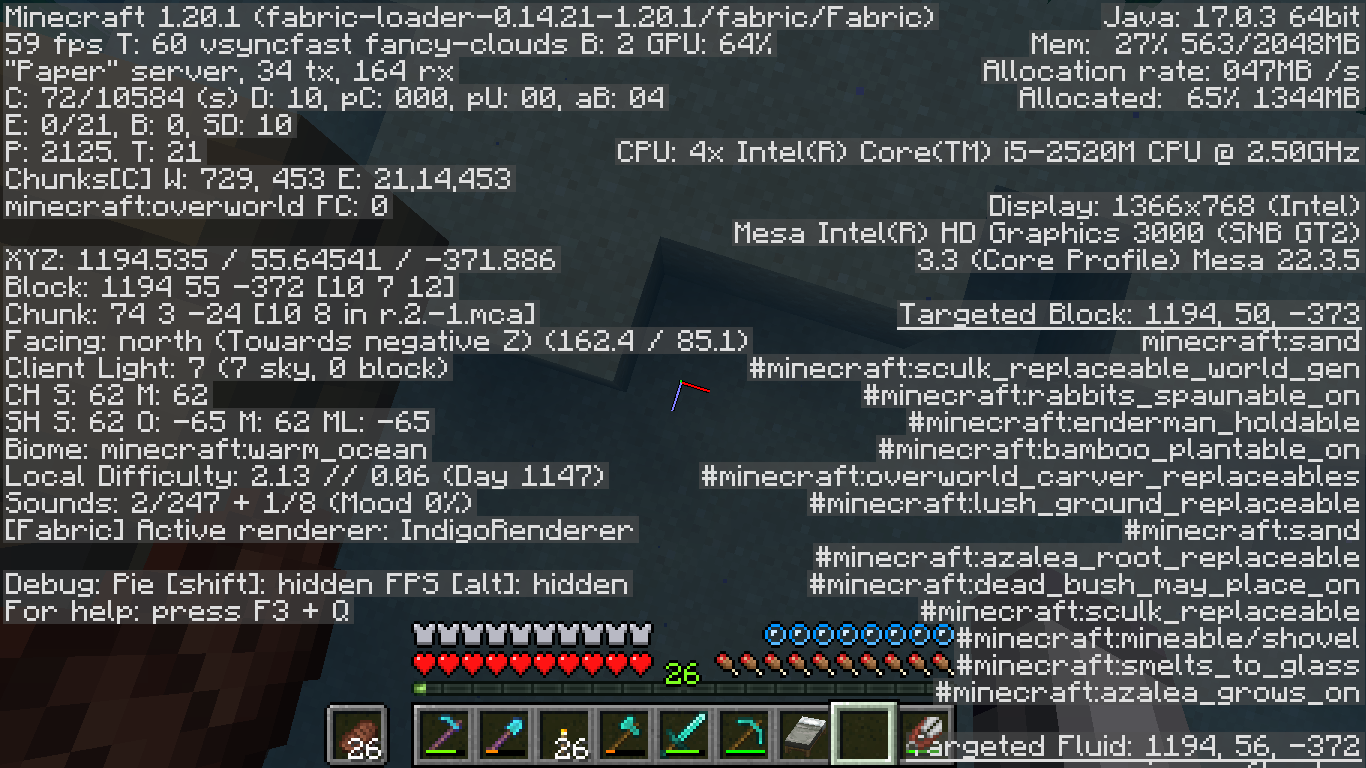 Minecraft 1.20.1 (fabric-loader-0.14.21-1.20.1/fabric/Fabric)
59 fps T: 60 vsyncfast fancy-clouds B: 2 GPU: 64%
"Paper" server, 34 tx, 164 rx
C: 72/10584 (s) D: 10, pC: 000, pU: 00, aB: 04
E: 0/21, B: 0, SD: 10
P: 2125. T: 21
Chunks[C] W: 729, 453 E: 21,14,453
minecraft:overworld FC: 0
XYZ: 1194.535 / 55.64541 / -371.886
Block: 1194 55 -372 [10 7 12]
Chunk: 74 3 -24 [10 8 in r.2.-1.mca]
Facing: north (Towards negative Z) (162.4 / 85.1)
Client Light: 7 (7 sky, 0 block)
CH S: 62 M: 62
SH S: 62 O: -65 M: 62 ML: -65
Biome: minecraft:warm_ocean
Local Difficulty: 2.13 // 0.06 (Day 1147)
Sounds: 2/247 + 1/8 (Mood 0%)
[Fabric] Active renderer: IndigoRenderer
Debug: Pie [shift]: hidden FPS [alt]: hidden
For help: press F3 + Q
Java: 17.0.3 64bit
Mem: 27% 563/2048MB
Allocation rate: 047MB /s
Allocated: 65% 1344MB
CPU: 4x Intel(R) Core(TM) i5-2520M CPU @ 2.50GHz
Display: 1366x768 (Intel)
Mesa Intel(R) HD Graphics 3000 (SNB GT2)
3.3 (Core Profile) Mesa 22.3.5
Targeted Block: 1194, 50, -373
minecraft:sand
#minecraft:sculk_replaceable_world_gen
#minecraft:rabbits_spawnable_on
#minecraft:enderman_holdable
#minecraft:bamboo_plantable_on
#minecraft:overworld_carver_replaceables
#minecraft:lush_ground_replaceable
#minecraft:sand
#minecraft:azalea_root_replaceable
#minecraft:dead_bush_may_place_on
#minecraft:sculk_replaceable
#minecraft:mineable/shovel
#minecraft:smelts_to_glass
#minecraft:azalea_grows_on
Targeted Fluid: 1194, 56, -372
26
26
26